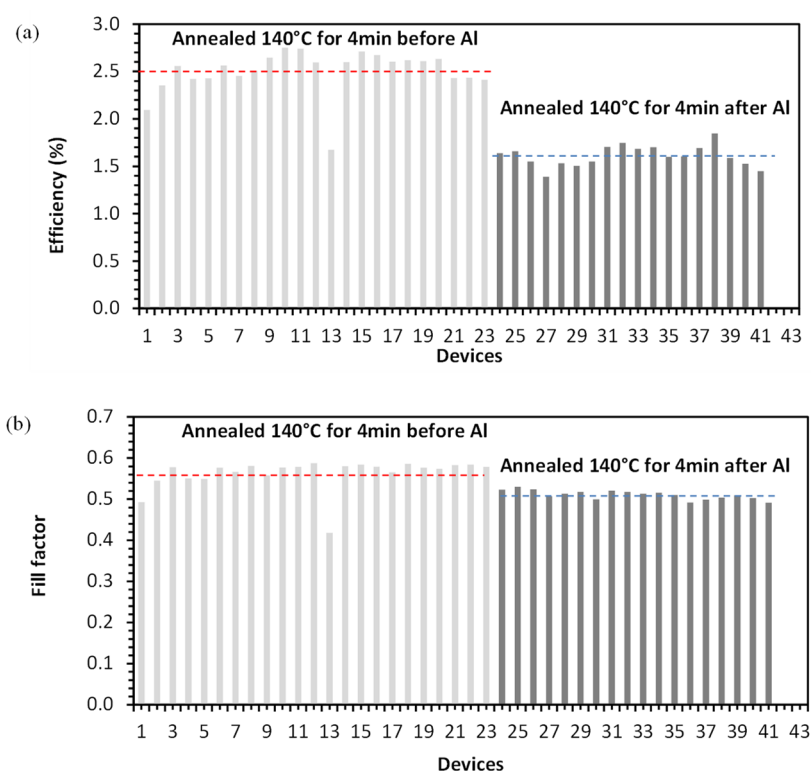 (a)
Annealed 140°C for 4min before Al
Annealed 140°C for 4min after Al
Efficiency (%)
3.0
2.5
2.0
1.5
1.0
0.5
0.0
1 3 5 7 9 11 13 15 17 19 21 23 25 27 29 31 33 35 37 39 41 43
Devices
(b)
Annealed 140°C for 4min before Al
Annealed 140°C for 4min after Al
Fill factor
0.7
0.6
0.5
0.4
0.3
0.2
0.1
0.0
1 3 5 7 9 11 13 15 17 19 21 23 25 27 29 31 33 35 37 39 41 43
Devices